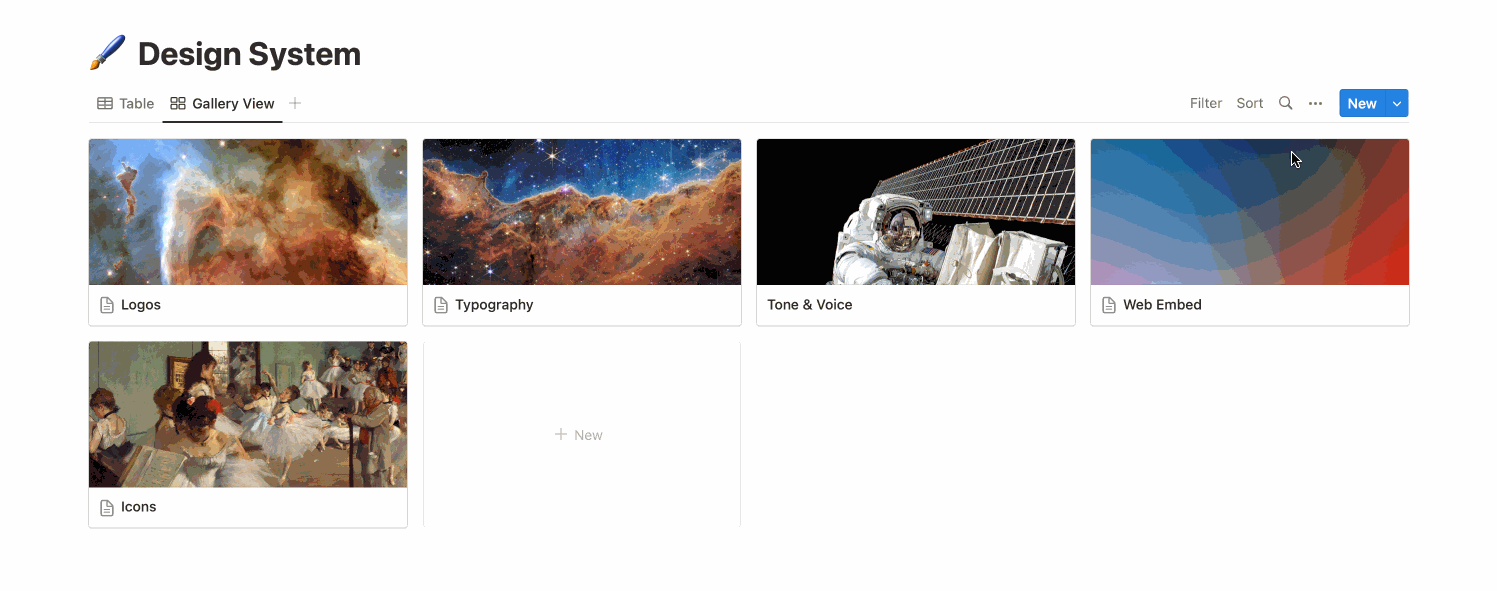 Design System
Table Gallery View Filter Sort New
Logos Typography Tone & Voice Web Embed
New
Icons